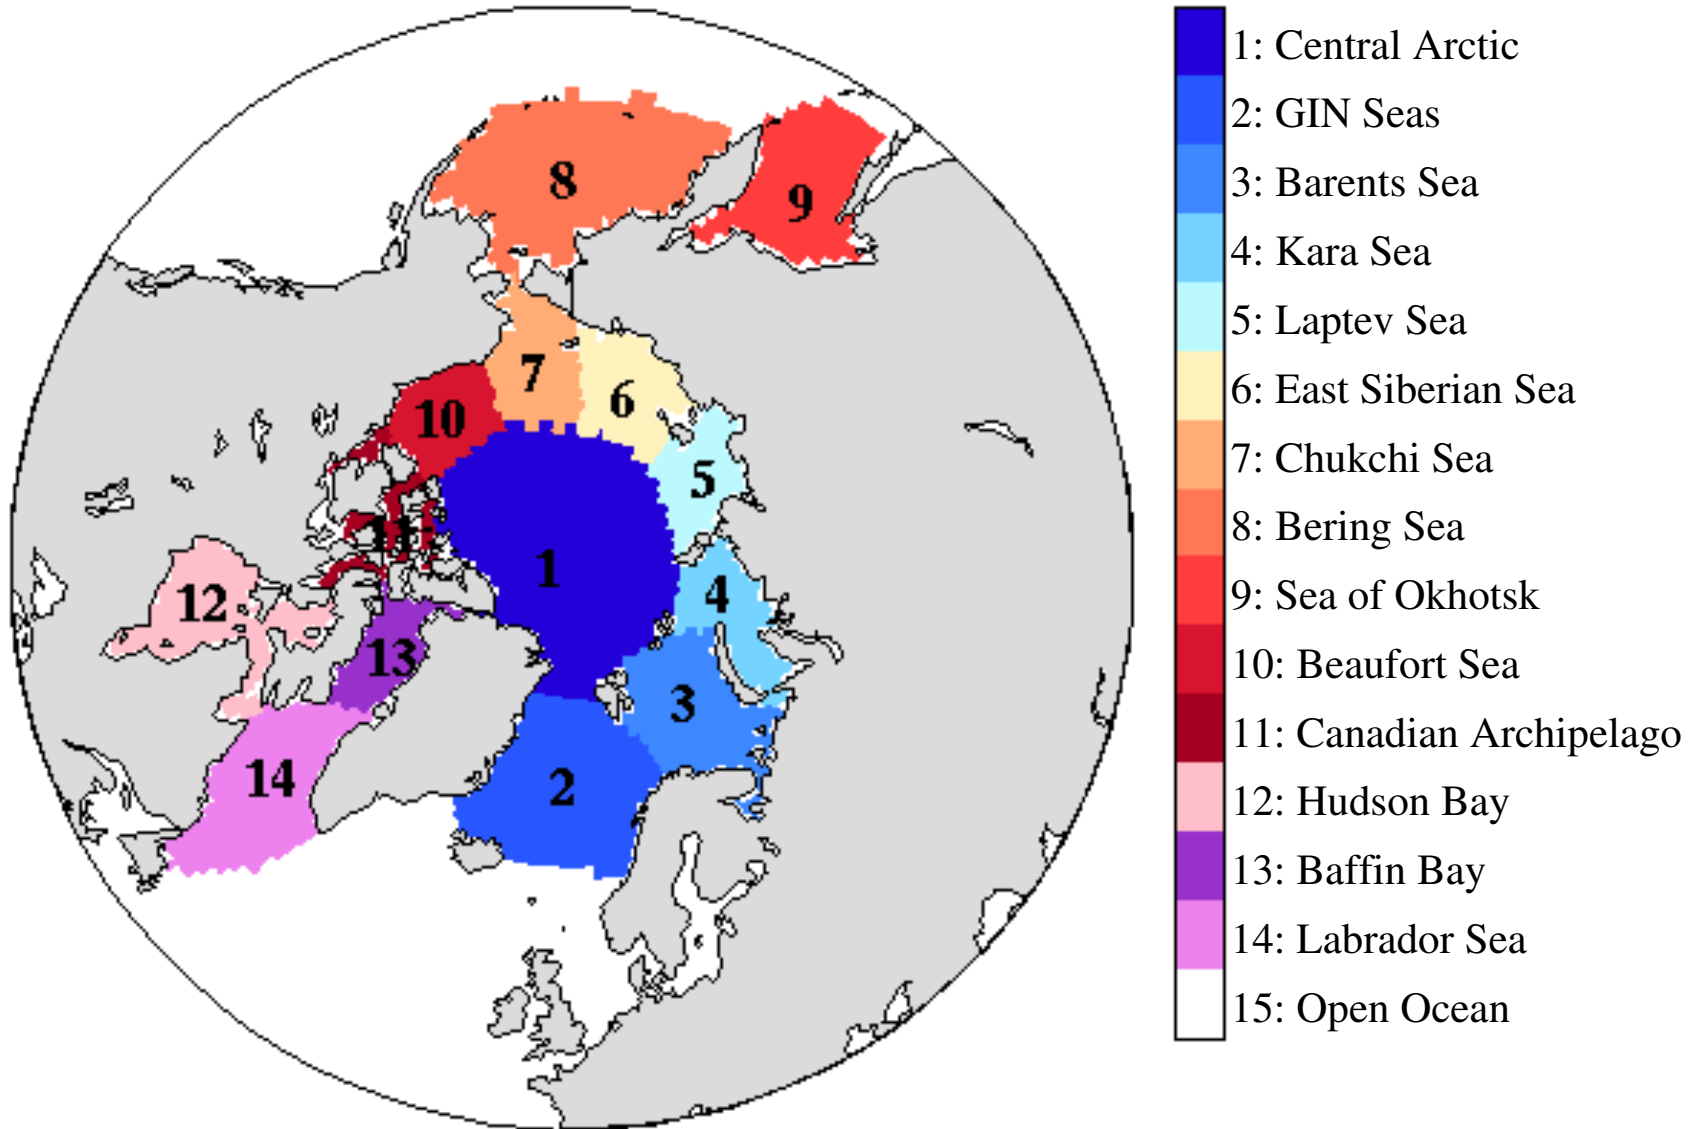 8
9
7
6
10
5
11
1
4
12
13
3
14
2
1: Central Arctic
2: GIN Seas
3: Barents Sea
4: Kara Sea
5: Laptev Sea
6: East Siberian Sea
7: Chukchi Sea
8: Bering Sea
9: Sea of Okhotsk
10: Beaufort Sea
11: Canadian Archipelago
12: Hudson Bay
13: Baffin Bay
14: Labrador Sea
15: Open Ocean